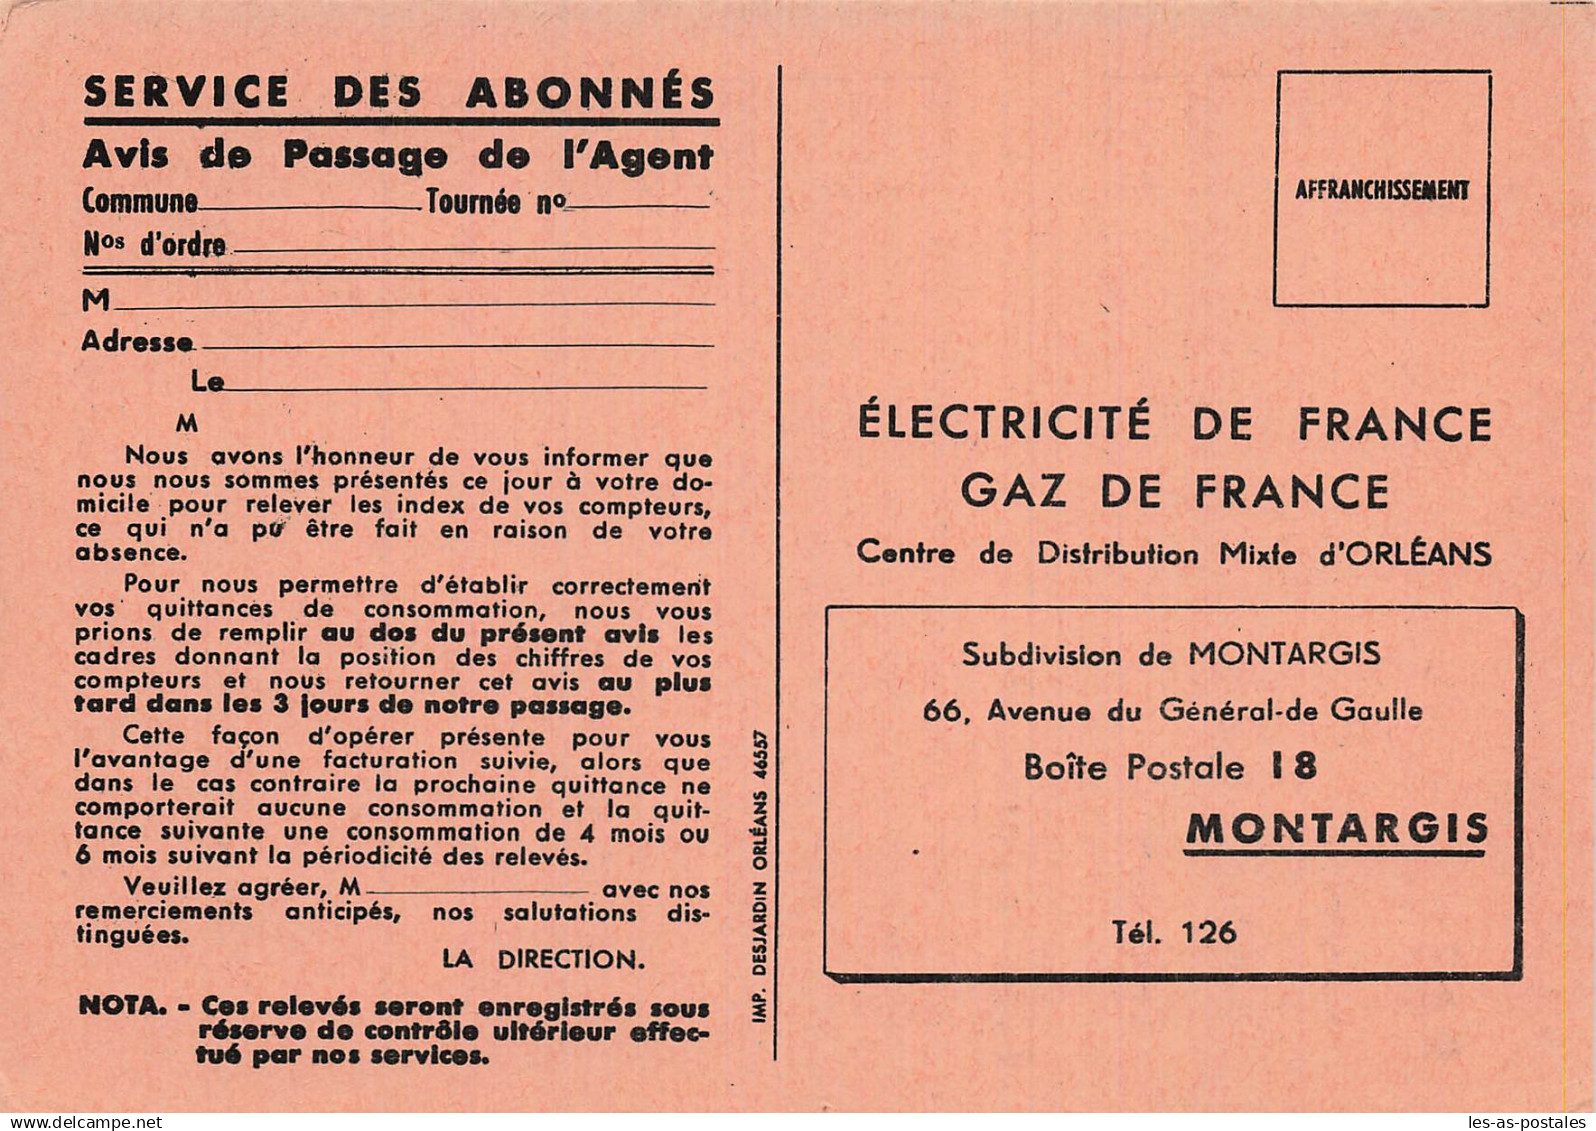 SERVICE DES ABONNÉS
Avis de Passage de l'Agent
Commune Tournée nº
Nos d'ordre
M
Adresse
Le
M
Nous avons l'honneur de vous informer que
nous nous sommes présentés ce jour à votre do-
micile pour relever les index de vos compteurs,
ce qui n'a pu être fait en raison de votre
absence.
Pour nous permettre d'établir correctement
vos quittances de consommation, nous vous
prions de remplir au dos du présent avis les
cadres donnant la position des chiffres de vos
compteurs et nous retourner cet avis au plus
tard dans les 3 jours de notre passage.
Cette façon d'opérer présente pour vous
l'avantage d'une facturation suivie, alors que
dans le cas contraire la prochaine quittance ne
comporterait aucune consommation et la quit-
tance suivante une consommation de 4 mois ou
6 mois suivant la périodicité des relevés.
Veuillez agréer, M avec nos
remerciements anticipés, nos salutations dis-
tinguées.
LA DIRECTION.
NOTA. - Ces relevés seront enregistrés sous
réserve de contrôle ultérieur effec-
tué par nos services.
IMP. DESJARDIN ORLÉANS 46557
AFFRANCHISSEMENT
ÉLECTRICITÉ DE FRANCE
GAZ DE FRANCE
Centre de Distribution Mixte d'ORLÉANS
Subdivision de MONTARGIS
66, Avenue du Général-de Gaulle
Boîte Postale 18
MONTARGIS
Tél. 126
les-as-postales